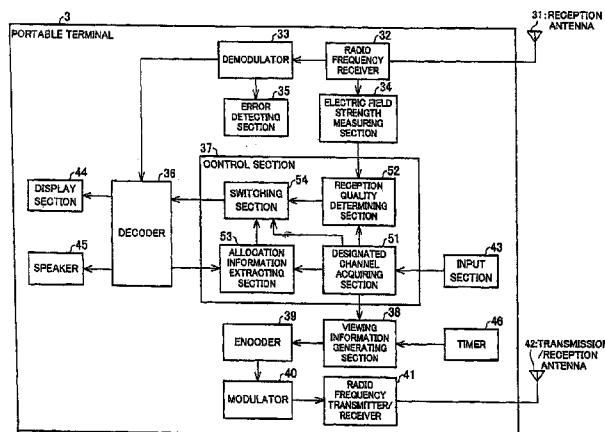 3
31:RECEPTION
ANTENNA
PORTABLE TERMINAL
33
32
DEMODULATOR
RADIO
FREQUENCY
RECEIVER
35
34
ERROR
DETECTING
SECTION
ELECTRIC FIELD
STRENGTH
MEASURING
SECTION
37
CONTROL SECTION
44
36
54
52
DISPLAY
SECTION
DECODER
SWITCHING
SECTION
RECEPTION
QUALITY
DETERMINING
SECTION
45
53
51
43
SPEAKER
ALLOCATION
INFORMATION
EXTRACTING
SECTION
DESIGNATED
CHANNEL
ACQUIRING
SECTION
INPUT
SECTION
39
38
46
ENCODER
VIEWING
INFORMATION
GENERATING
SECTION
TIMER
42:TRANSMISSION
/RECEPTION
ANTENNA
40
41
MODULATOR
RADIO
FREQUENCY
TRANSMITTER/
RECEIVER